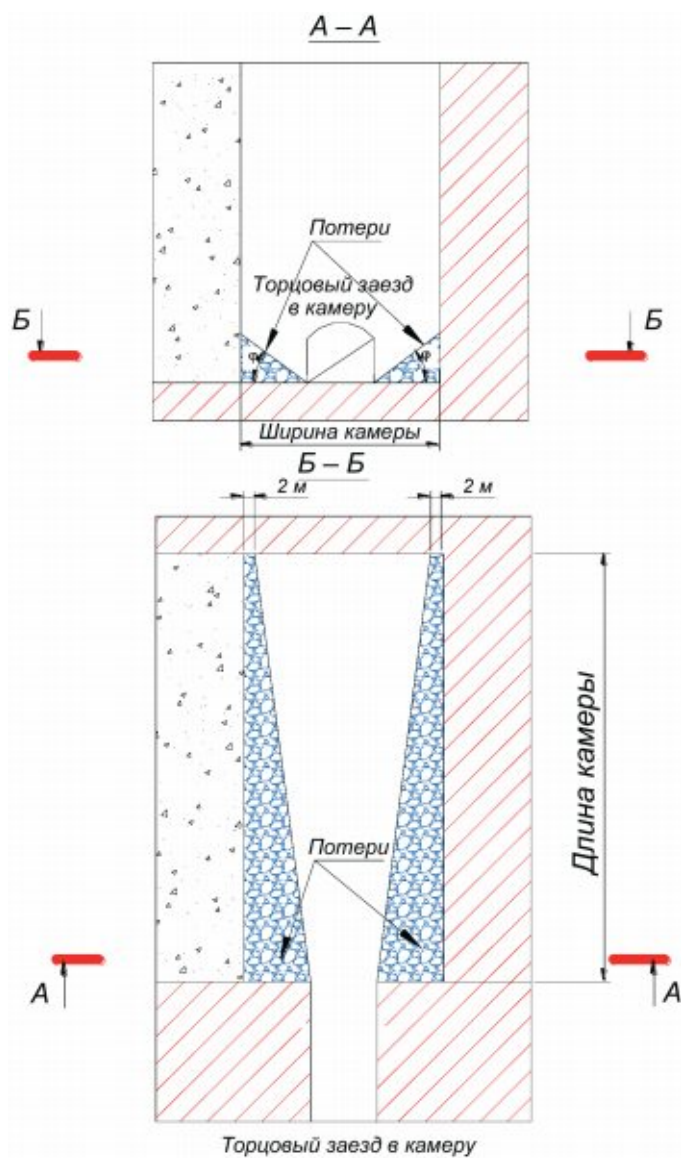 А – А
Потери
Торцовый заезд
в камеру
Б
Б
φ
φ
Ширина камеры
Б – Б
2 м
2 м
Длина камеры
Потери
А
А
Торцовый заезд в камеру